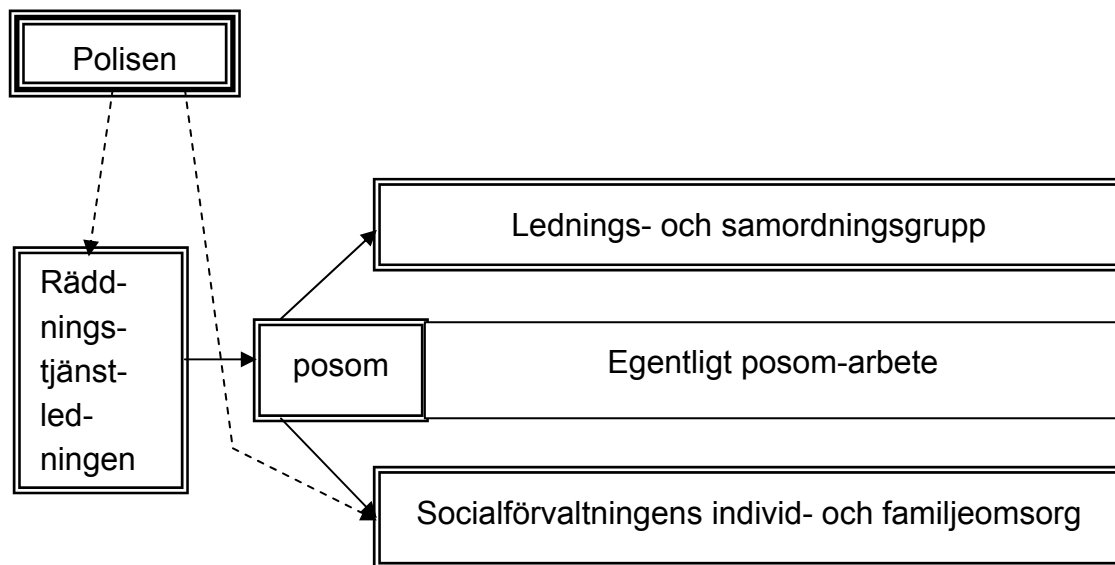 Polisen
Lednings- och samordningsgrupp
Rädd-
nings-
tjänst-
led-
ningen
posom
Egentligt posom-arbete
Socialförvaltningens individ- och familjeomsorg